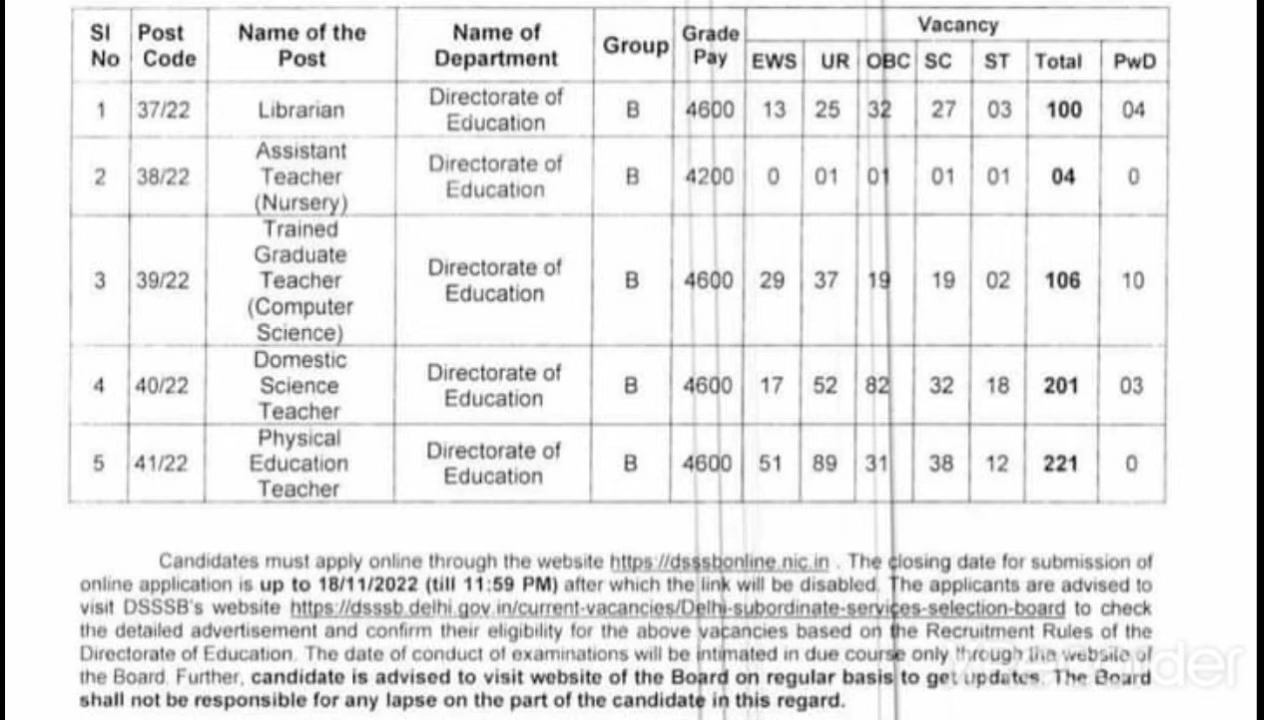 Sl No Post Code Name of the Post Name of Department Group Grade Pay Vacancy
EWS UR OBC SC ST Total PwD
1 37/22 Librarian Directorate of Education B 4600 13 25 32 27 03 100 04
2 38/22 Assistant Teacher (Nursery) Directorate of Education B 4200 0 01 01 01 01 04 0
3 39/22 Trained Graduate Teacher (Computer Science) Directorate of Education B 4600 29 37 19 19 02 106 10
4 40/22 Domestic Science Teacher Directorate of Education B 4600 17 52 82 32 18 201 03
5 41/22 Physical Education Teacher Directorate of Education B 4600 51 89 31 38 12 221 0
Candidates must apply online through the website https://dsssbonline.nic.in . The closing date for submission of
online application is up to 18/11/2022 (till 11:59 PM) after which the link will be disabled. The applicants are advised to
visit DSSSB's website https://dsssb.delhi.gov.in/current-vacancies/Delhi-subordinate-services-selection-board to check
the detailed advertisement and confirm their eligibility for the above vacancies based on the Recruitment Rules of the
Directorate of Education. The date of conduct of examinations will be intimated in due course only through the website of
the Board. Further, candidate is advised to visit website of the Board on regular basis to get updates. The Board
shall not be responsible for any lapse on the part of the candidate in this regard.